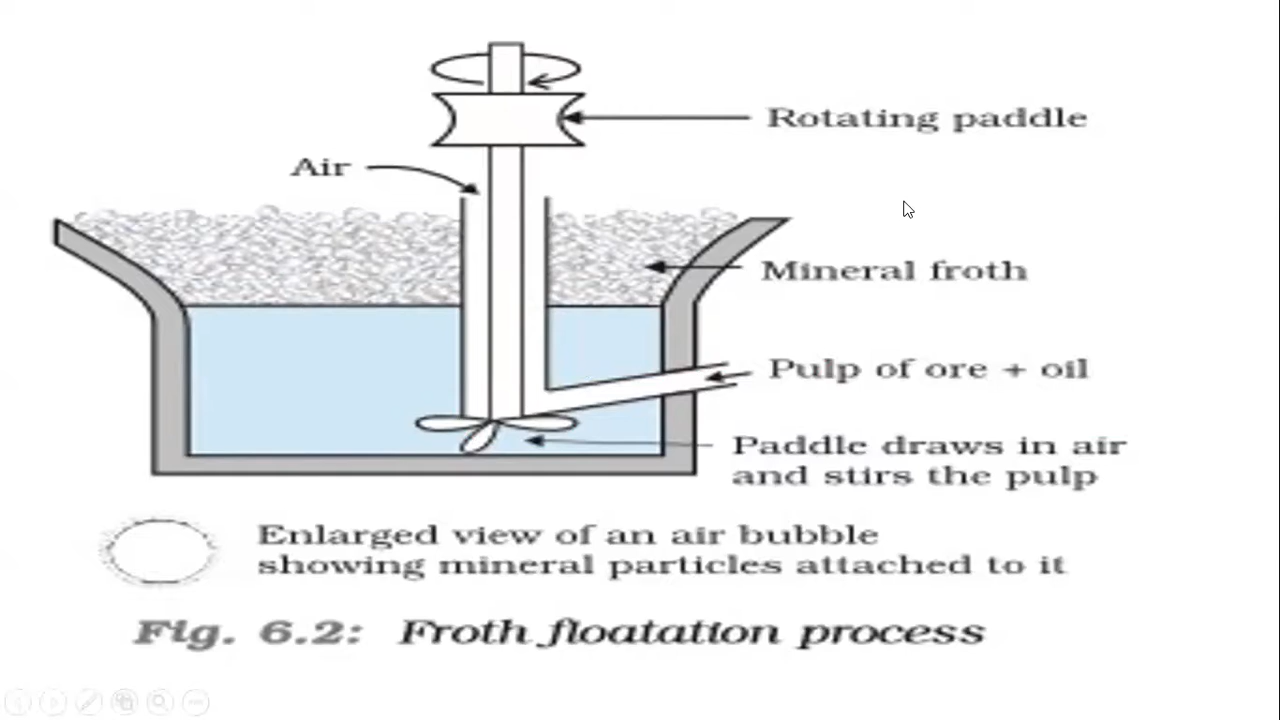 Rotating paddle
Air
Mineral froth
Pulp of ore + oil
Paddle draws in air
and stirs the pulp
Enlarged view of an air bubble
showing mineral particles attached to it
Fig. 6.2: Froth floatation process